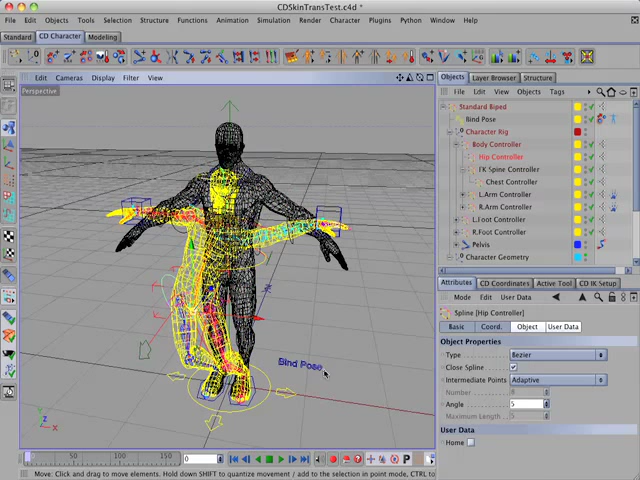 CDSkinTransTest.c4d *
File Edit Objects Tools Selection Structure Functions Animation Simulation Render Character Plugins Python Window Help
Standard CD Character Modeling
Edit Cameras Display Filter View
Perspective
Bind Pose
Objects Layer Browser Structure
File Edit View Objects Tags
Standard Biped
Bind Pose
Character Rig
Body Controller
Hip Controller
Chest Controller
L.Arm Controller
R.Arm Controller
L.Foot Controller
R.Foot Controller
Pelvis
Character Geometry
Attributes CD Coordinates Active Tool CD IK Setup
Mode Edit User Data
Spline [Hip Controller]
Basic Coord. Object User Data
Object Properties
Type Bezier
Close Spline
Intermediate Points Adaptive
Number 8
Angle 5
Maximum Length 5
User Data
Home
0 50 100 150 0
Move: Click and drag to move elements. Hold down SHIFT to quantize movement / add to the selection in point mode, CTRL to